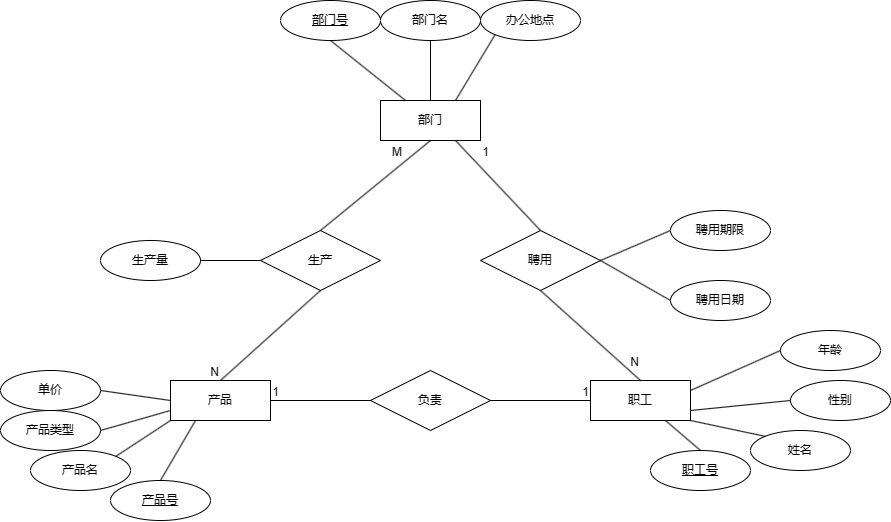 部门号
部门名
办公地点
部门
M
1
聘用期限
生产量
生产
聘用
聘用日期
N
N
年龄
单价
1
1
产品
负责
职工
性别
产品类型
姓名
产品名
职工号
产品号